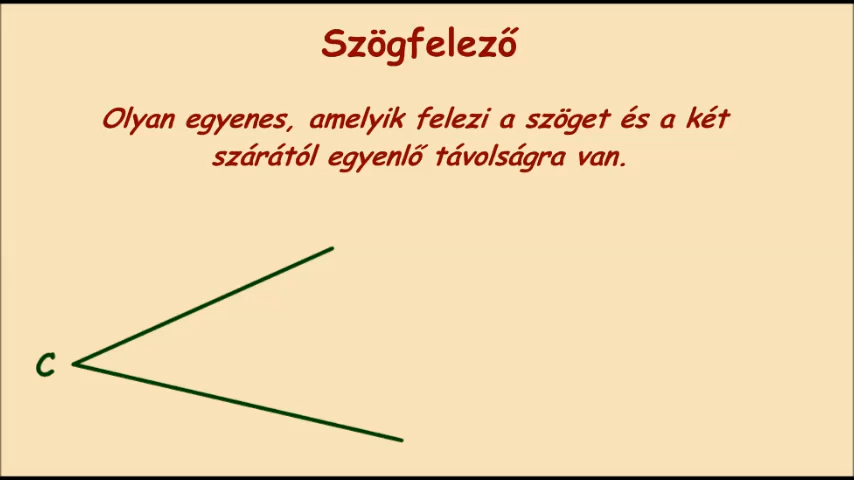 Szögfelező
Olyan egyenes, amelyik felezi a szöget és a két
szárától egyenlő távolságra van.
C